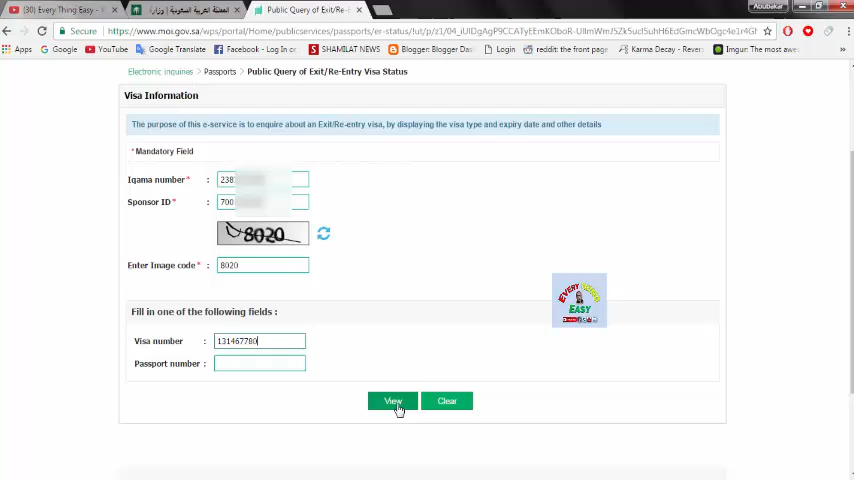 Abubakar
(30) Every Thing Easy -
المملكة العربية السعودية | وزارة
Public Query of Exit/Re-E
Secure
https://www.moi.gov.sa/wps/portal/Home/publicservices/passports/er-status/
Apps
Google
YouTube
Google Translate
Facebook - Log In o
SHAMILAT NEWS
Blogger: Blogger Das
Login
reddit: the front page
Karma Decay - Rever
Imgur: The most awe
Electronic inquines Passports Public Query of Exit/Re-Entry Visa Status
Visa Information
The purpose of this e-service is to enquire about an Exit/Re-entry visa, by displaying the visa type and expiry date and other details
*Mandatory Field
Iqama number* : 238
Sponsor ID* : 700
8020
Enter Image code* : 8020
EVERY THING
EASY
Fill in one of the following fields :
Visa number : 131467780
Passport number :
View Clear